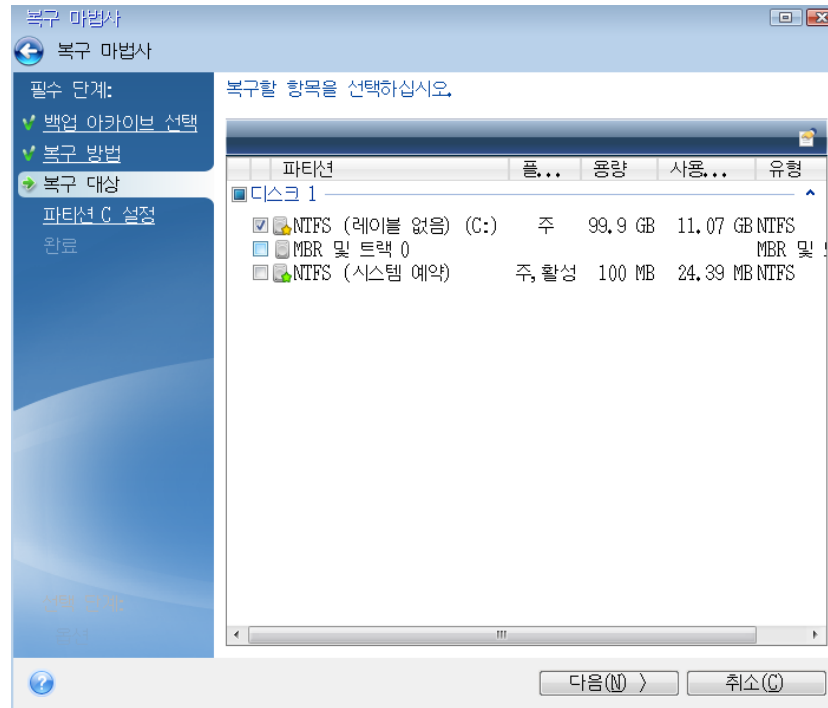 복구 마법사
복구 마법사
필수 단계:
백업 아카이브 선택
복구 방법
복구 대상
파티션 C 설정
완료
복구할 항목을 선택하십시오.
파티션 플... 용량 사용... 유형
디스크 1
NTFS (레이블 없음) (C:) 주 99.9 GB 11.07 GB NTFS
MBR 및 트랙 0 MBR 및
NTFS (시스템 예약) 주,활성 100 MB 24.39 MB NTFS
다음(N) >
취소(C)